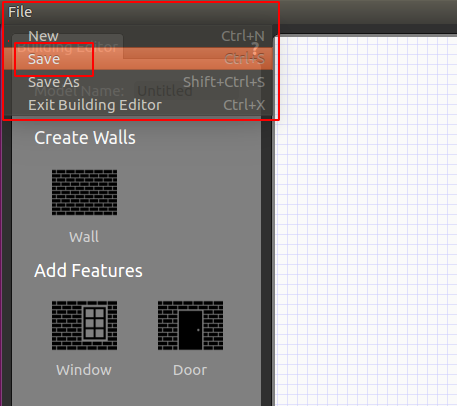 File
New Ctrl+N
Building Editor ?
Save Ctrl+S
Save As Shift+Ctrl+S
Model Name: Untitled
Exit Building Editor Ctrl+X
Create Walls
Wall
Add Features
Window Door